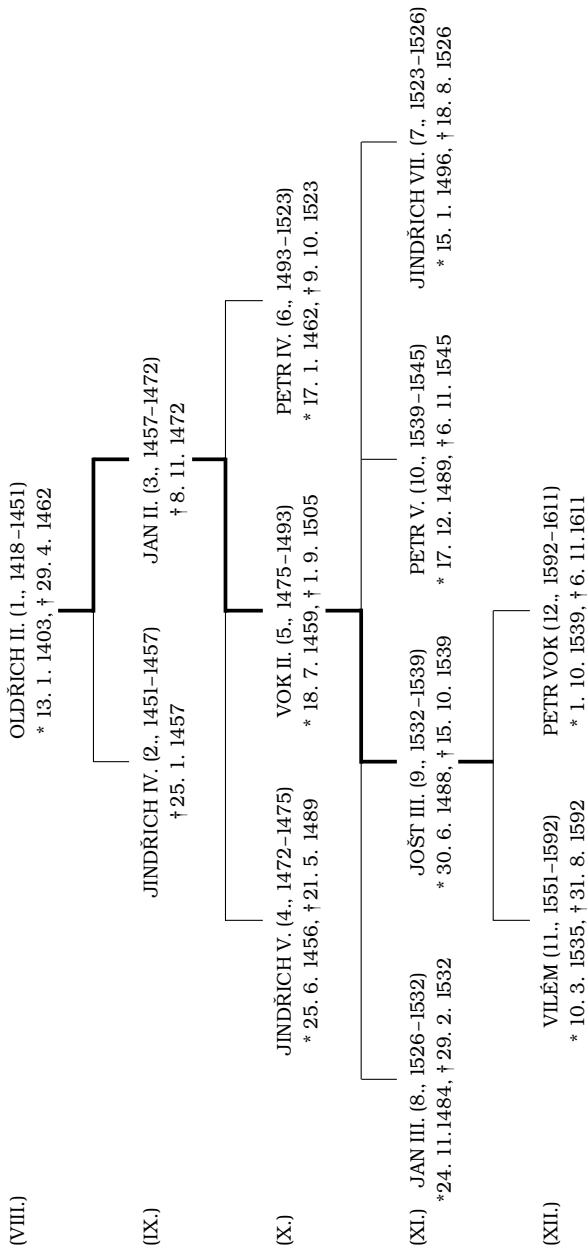 (VIII.)
OLDŘICH II. (1., 1418–1451)
* 13. 1. 1403, † 29. 4. 1462
(IX.)
JINDŘICH IV. (2., 1451–1457)
† 25. 1. 1457
JAN II. (3., 1457–1472)
† 8. 11. 1472
(X.)
JINDŘICH V. (4., 1472–1475)
* 25. 6. 1456, † 21. 5. 1489
VOK II. (5., 1475–1493)
* 18. 7. 1459, † 1. 9. 1505
PETR IV. (6., 1493–1523)
* 17. 1. 1462, † 9. 10. 1523
(XI.)
JAN III. (8., 1526–1532)
*24. 11.1484, † 29. 2. 1532
JOŠT III. (9., 1532–1539)
* 30. 6. 1488, † 15. 10. 1539
PETR V. (10., 1539–1545)
* 17. 12. 1489, † 6. 11. 1545
JINDŘICH VII. (7., 1523–1526)
* 15. 1. 1496, † 18. 8. 1526
(XII.)
VILÉM (11., 1551–1592)
* 10. 3. 1535, † 31. 8. 1592
PETR VOK (12., 1592–1611)
* 1. 10. 1539, † 6. 11.1611